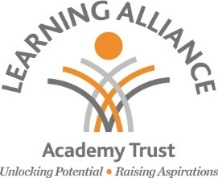 LEARNING ALLIANCE
Academy Trust
Unlocking Potential • Raising Aspirations